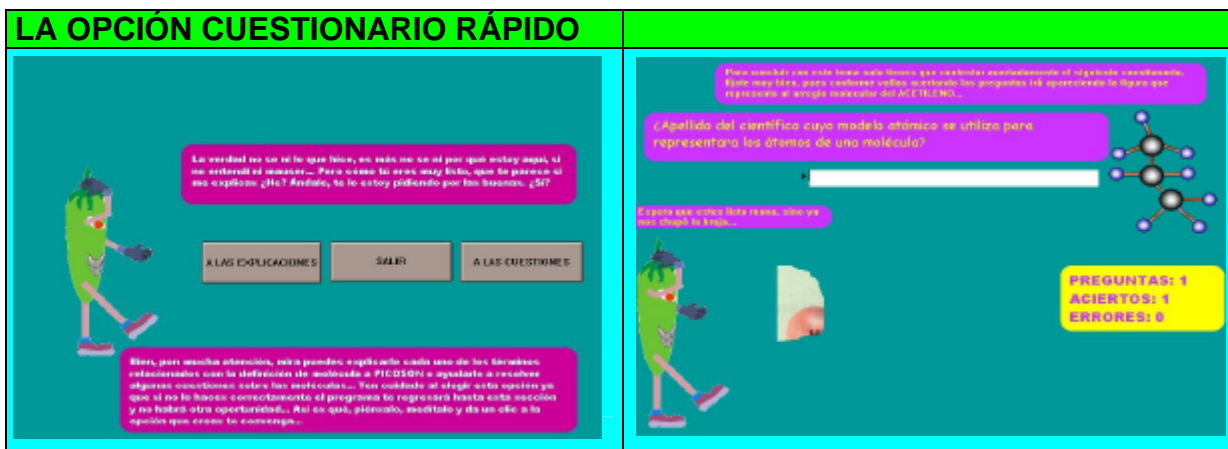 LA OPCIÓN CUESTIONARIO RÁPIDO
La verdad no se ni lo que hice, es más no se ni por qué estoy aquí, si
no entendí ni mauser... Pero cómo tú eres muy listo, que te parece si
me explicas ¿He? Ándale, te lo estoy pidiendo por las buenas. ¿Sí?
A LAS EXPLICACIONES
SALIR
A LAS CUESTIONES
Bien, pon mucha atención, mira puedes explicarle cada uno de los términos
relacionados con la definición de molécula a PICOSON o ayudarle a resolver
algunas cuestiones sobre las moléculas... Ten cuidado al elegir esta opción ya
que si no lo haces correctamente el programa te regresará hasta esta sección
y no habrá otra oportunidad... Así es qué, piénsalo, medítalo y da un clic a la
opción que creas te convenga...
Para concluir con este tema solo tienes que contestar acertadamente el siguiente cuestionario,
fíjate muy bien, pues conforme vallas acertando las preguntas irá apareciendo la figura que
representa al arreglo molecular del ACETILENO...
¿Apellido del científico cuyo modelo atómico se utiliza para
representara los átomos de una molécula?
Espero que estes listo mano, sino ya
nos chupó la bruja...
PREGUNTAS: 1
ACIERTOS: 1
ERRORES: 0